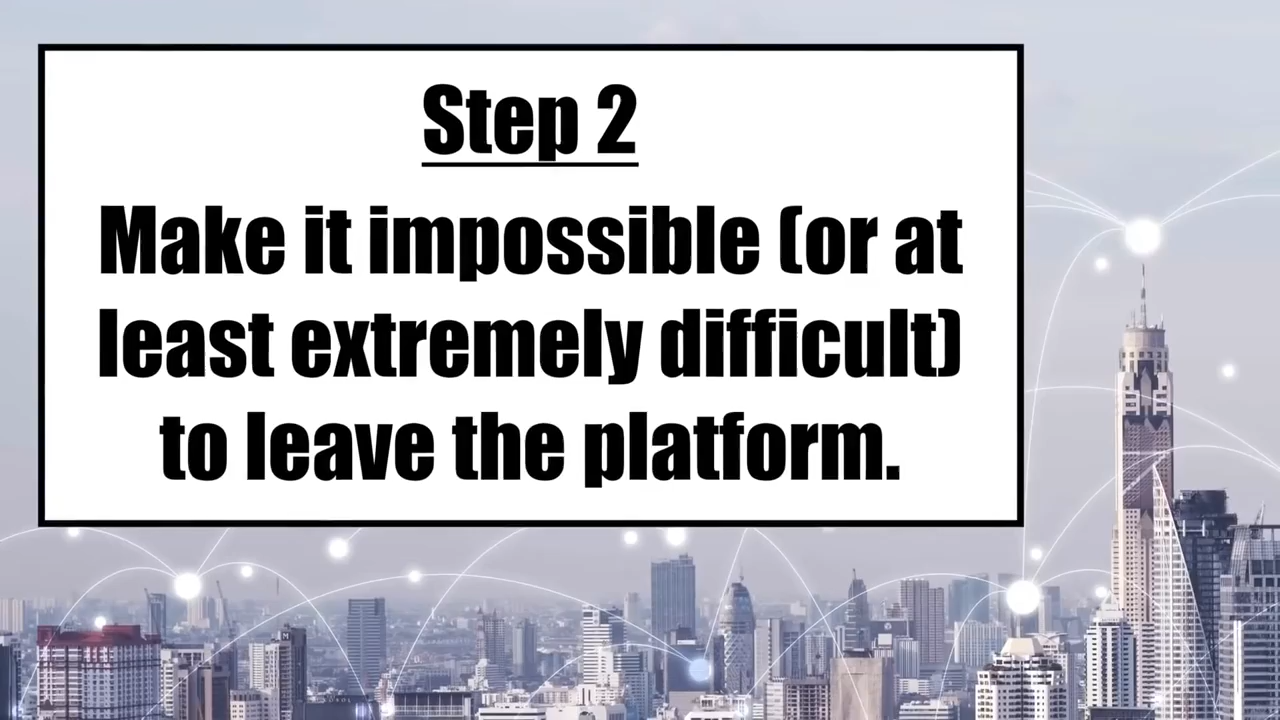 Step 2
Make it impossible (or at
least extremely difficult)
to leave the platform.